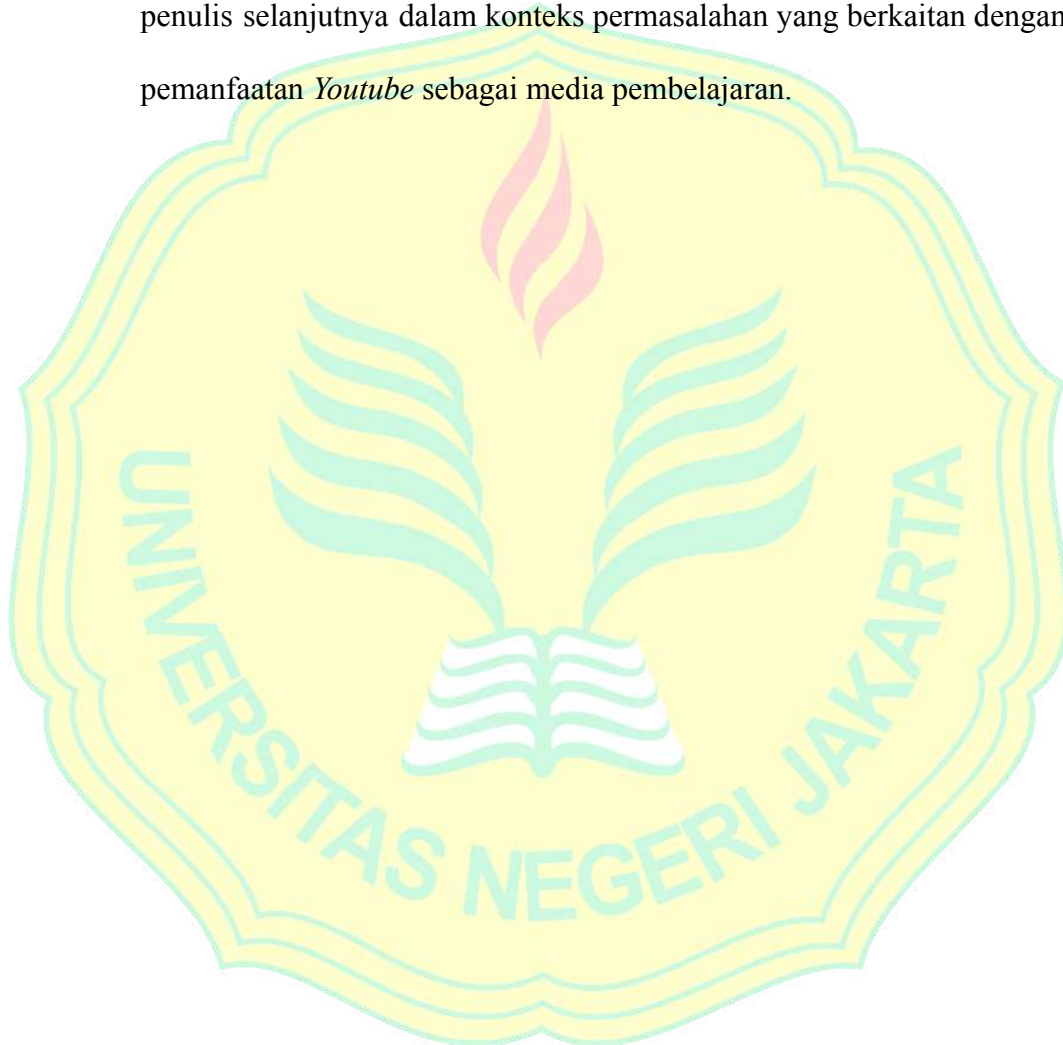 penulis selanjutnya dalam konteks permasalahan yang berkaitan dengan
pemanfaatan Youtube sebagai media pembelajaran.
UNIVERSITAS NEGERI JAKARTA